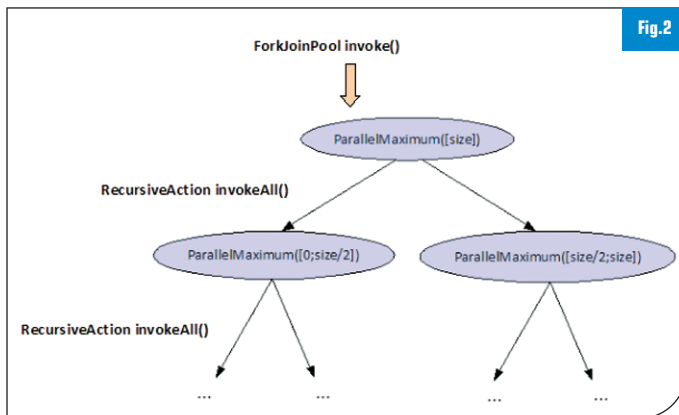 Fig.2
ForkJoinPool invoke()
ParallelMaximum([size])
RecursiveAction invokeAll()
ParallelMaximum([0;size/2])
ParallelMaximum([size/2;size])
RecursiveAction invokeAll()
... ... ... ...